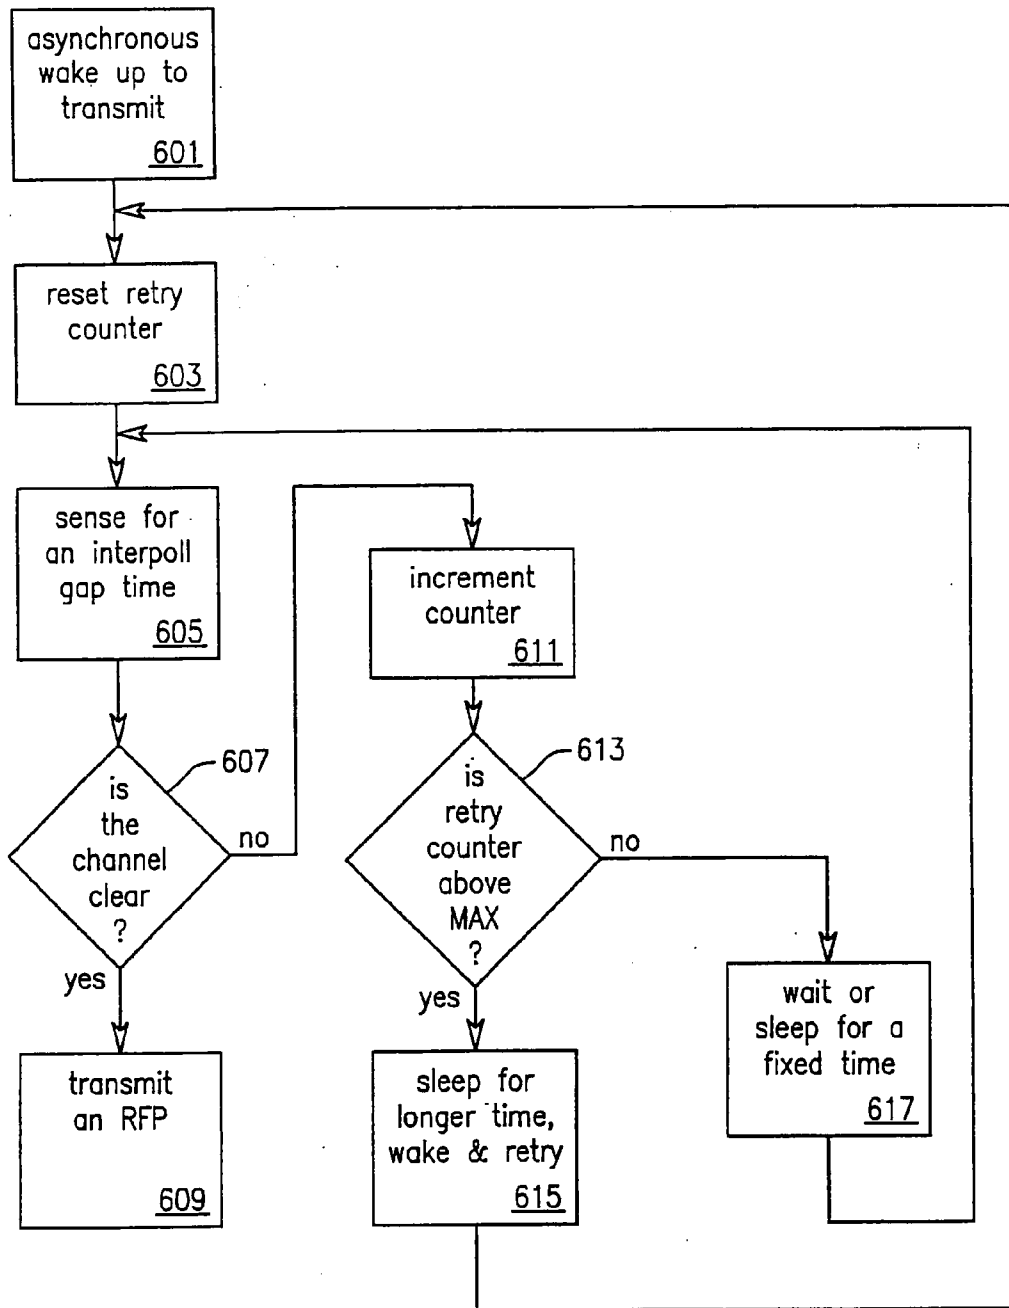 asynchronous
wake up to
transmit
601
reset retry
counter
603
sense for
an interpoll
gap time
605
is
the
channel
clear
?
607
no
yes
transmit
an RFP
609
increment
counter
611
is
retry
counter
above
MAX
?
613
no
yes
sleep for
longer time,
wake & retry
615
wait or
sleep for a
fixed time
617